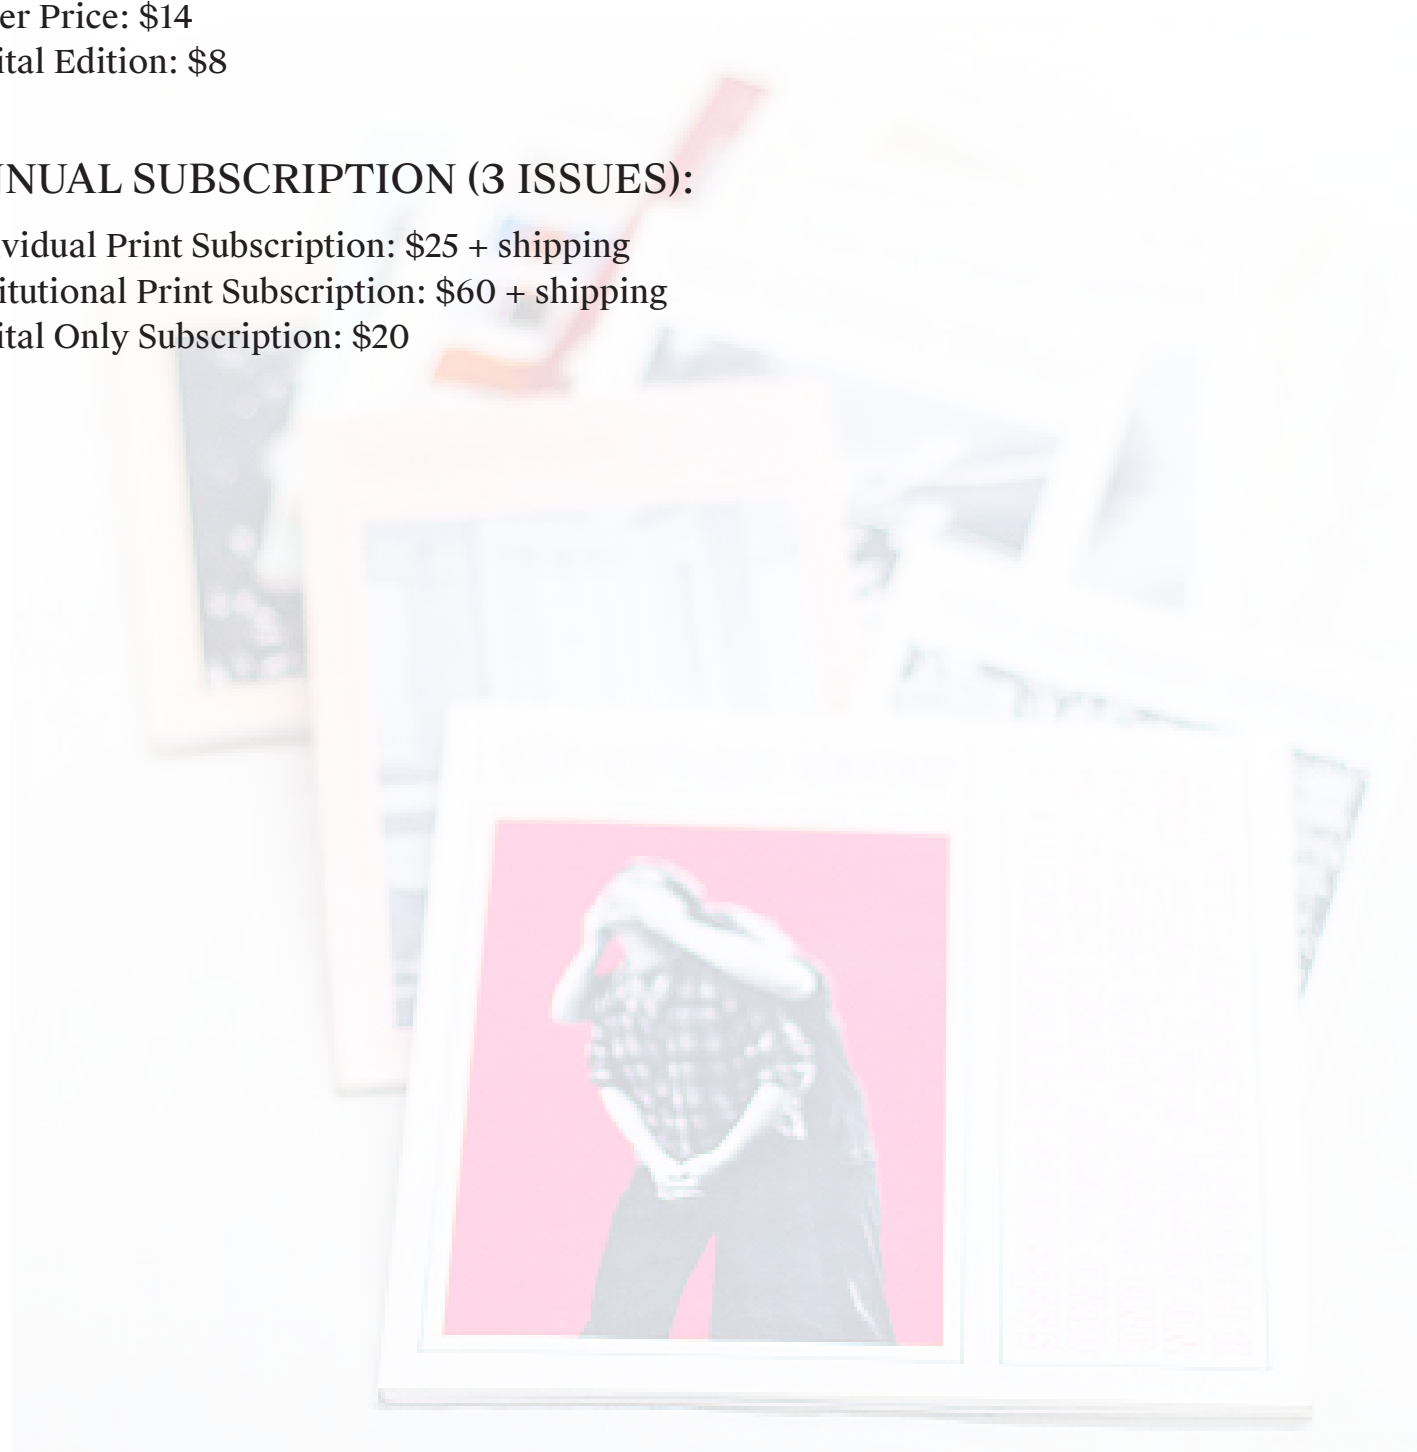 er Price: $14
ital Edition: $8
NNUAL SUBSCRIPTION (3 ISSUES):
vidual Print Subscription: $25 + shipping
itutional Print Subscription: $60 + shipping
ital Only Subscription: $20